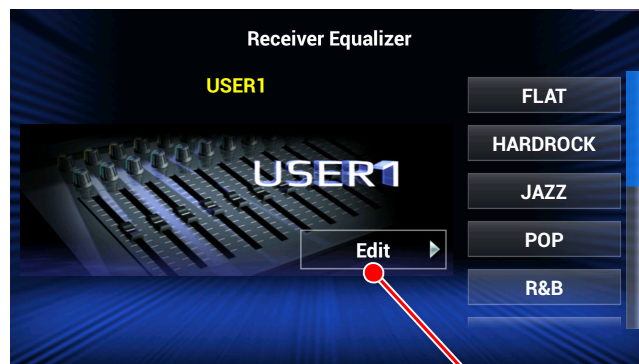 Receiver Equalizer
USER1
USER1
Edit
FLAT
HARDROCK
JAZZ
POP
R&B